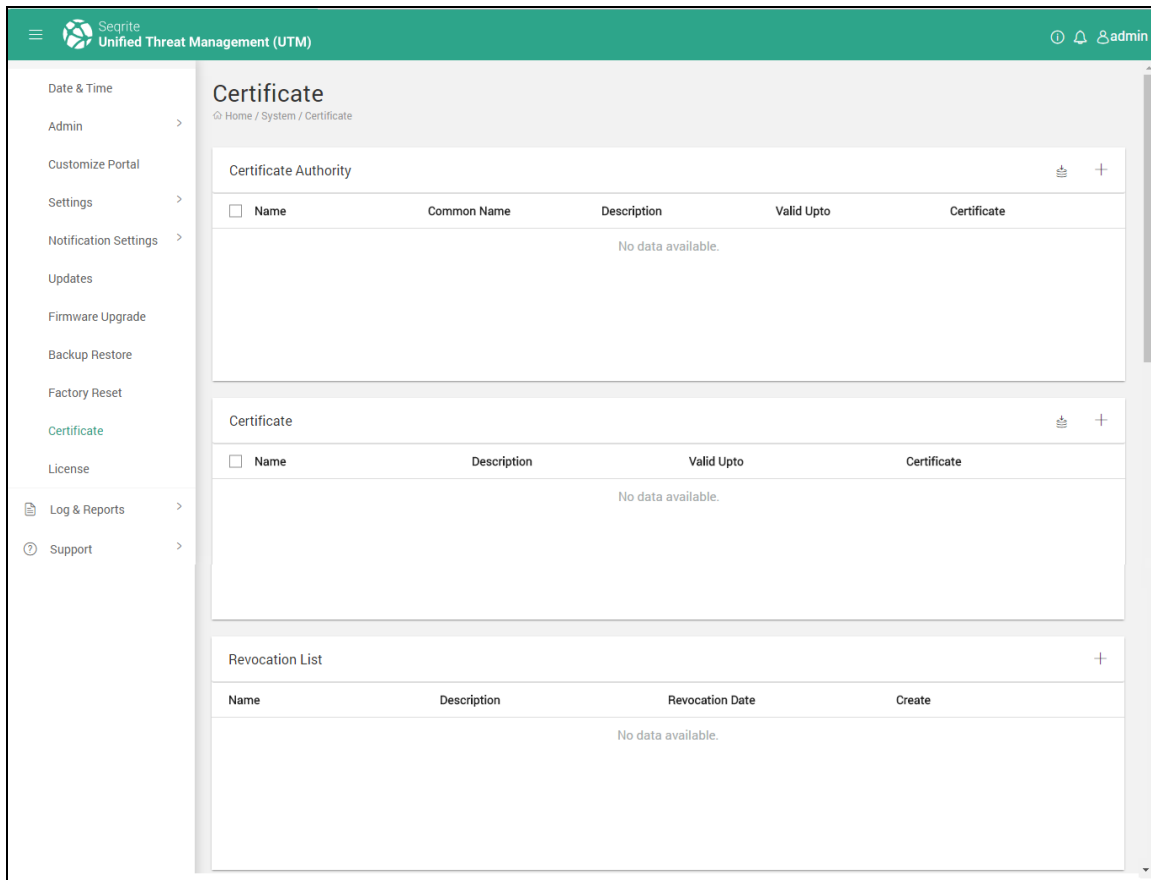 Seqrite
Unified Threat Management (UTM)
admin
Date & Time
Admin
Customize Portal
Settings
Notification Settings
Updates
Firmware Upgrade
Backup Restore
Factory Reset
Certificate
License
Log & Reports
Support
Certificate
Home / System / Certificate
Certificate Authority
Name Common Name Description Valid Upto Certificate
No data available.
Certificate
Name Description Valid Upto Certificate
No data available.
Revocation List
Name Description Revocation Date Create
No data available.